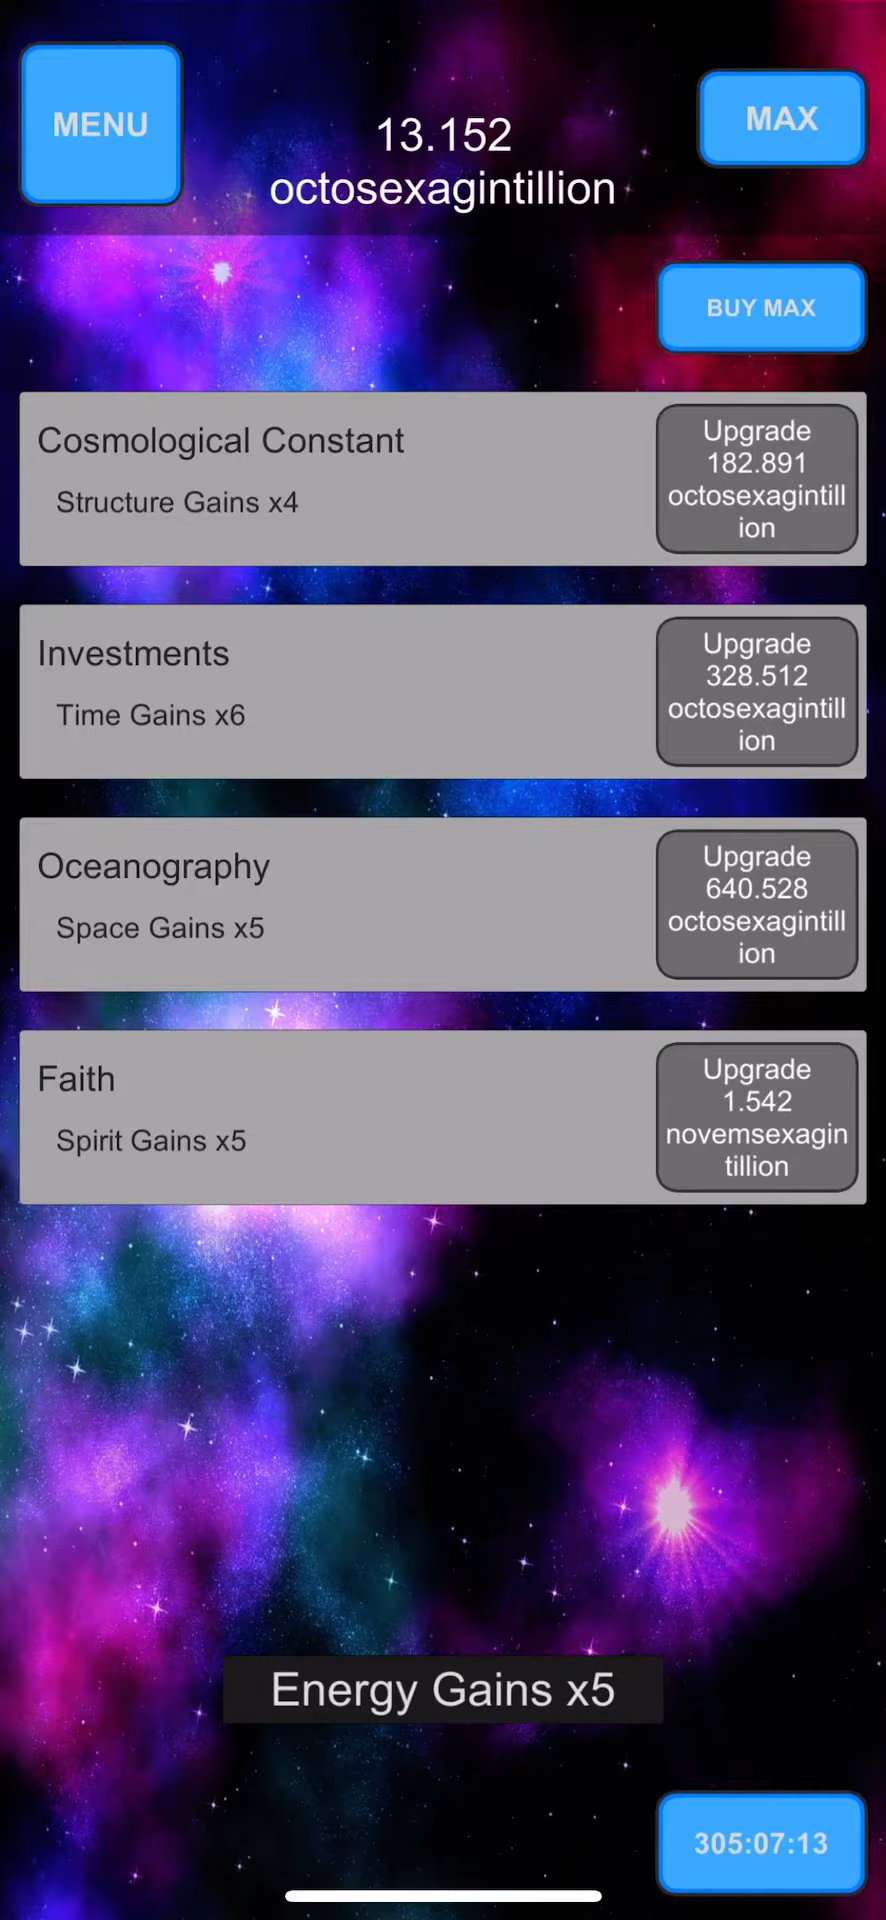 MENU
13.152
octosexagintillion
MAX
BUY MAX
Cosmological Constant
Structure Gains x4
Upgrade
182.891
octosexagintill
ion
Investments
Time Gains x6
Upgrade
328.512
octosexagintill
ion
Oceanography
Space Gains x5
Upgrade
640.528
octosexagintill
ion
Faith
Spirit Gains x5
Upgrade
1.542
novemsexagin
tillion
Energy Gains x5
305:07:13